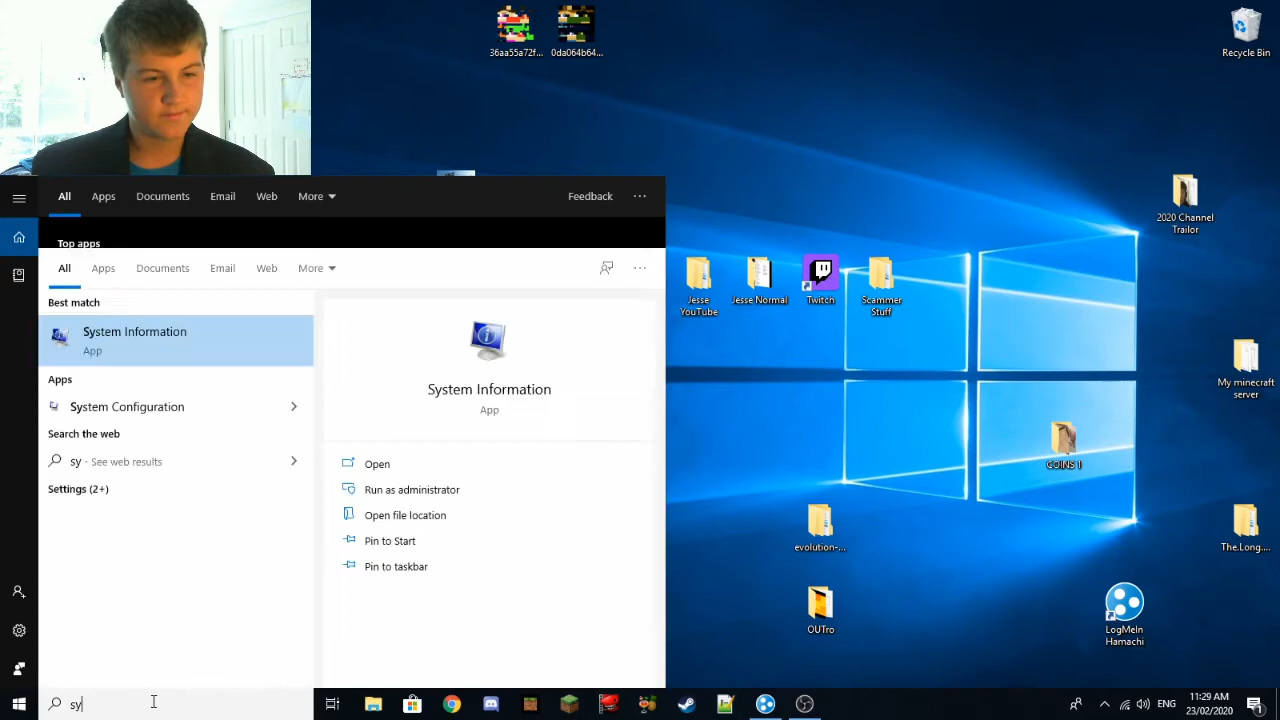 36aa55a72f...
0da064b64...
Recycle Bin
All
Apps
Documents
Email
Web
More
Feedback
Top apps
All
Apps
Documents
Email
Web
More
Best match
System Information
App
Apps
System Configuration
Search the web
sy - See web results
Settings (2+)
System Information
App
Open
Run as administrator
Open file location
Pin to Start
Pin to taskbar
2020 Channel
Trailor
Jesse
YouTube
Jesse Normal
Twitch
Scammer
Stuff
My minecraft
server
COINS !
evolution-...
The.Long....
OUTro
LogMeIn
Hamachi
sy
ENG
11:29 AM
23/02/2020
1